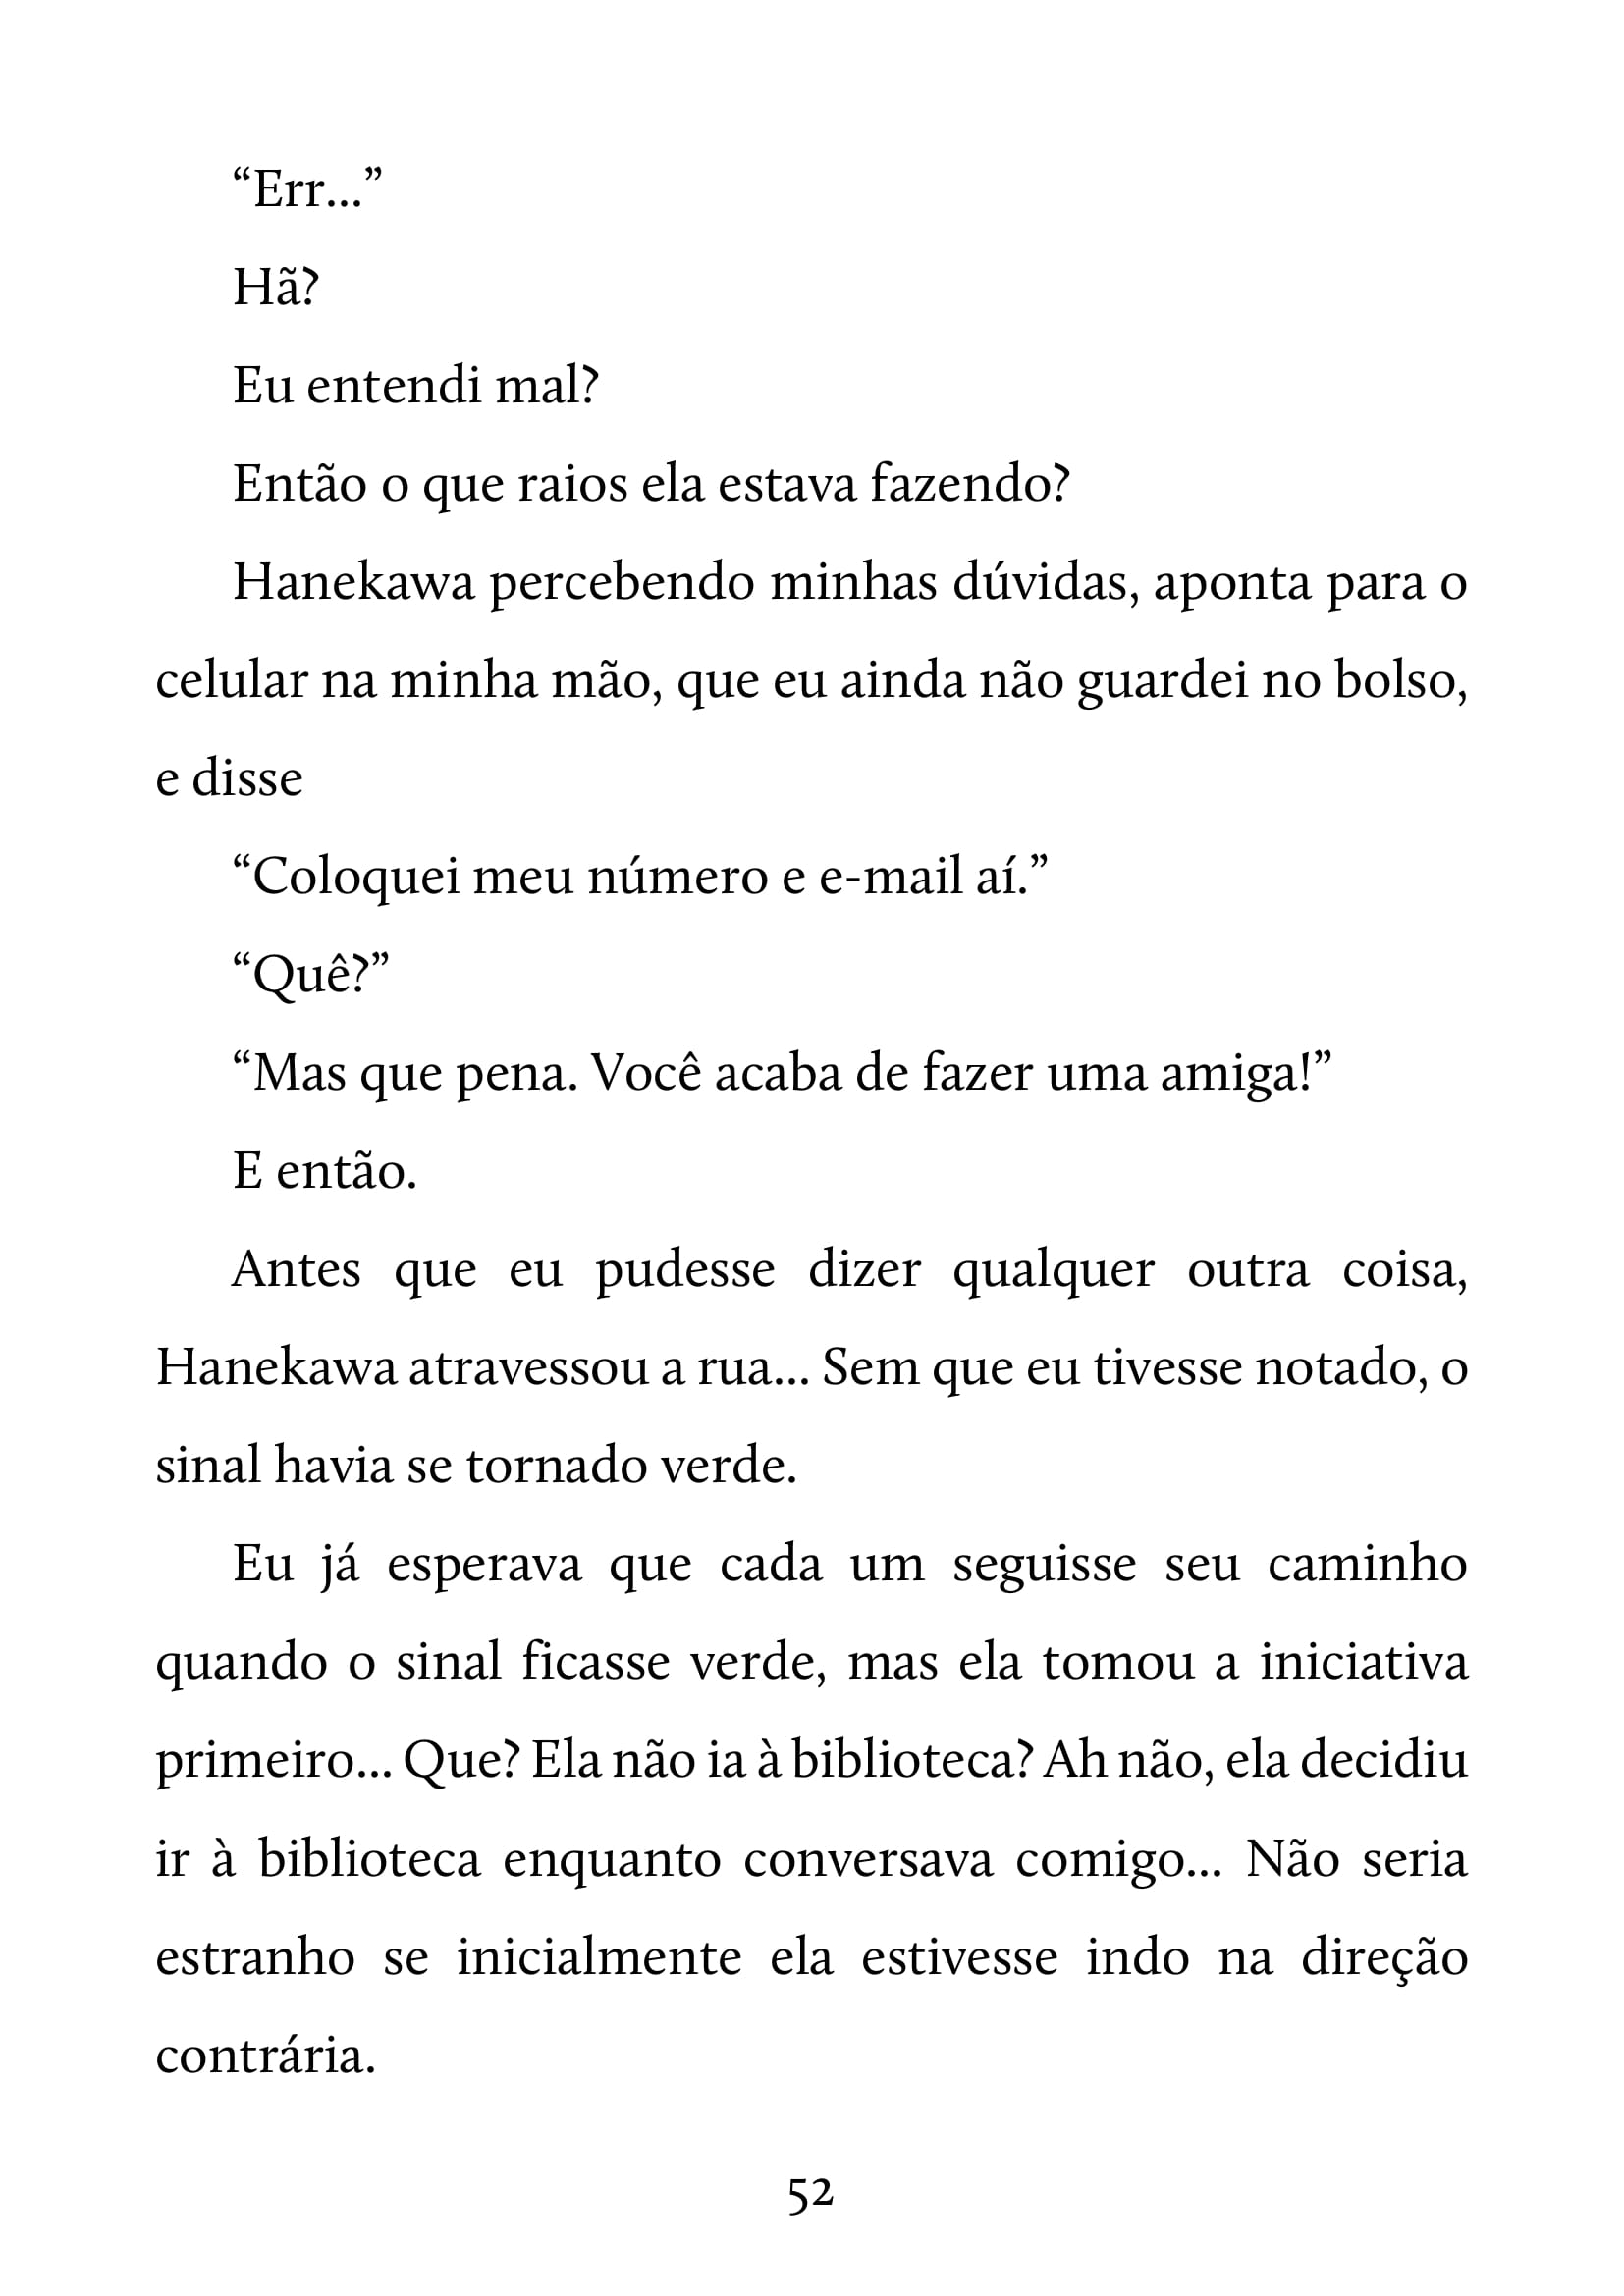 “Err...”
Hã?
Eu entendi mal?
Então o que raios ela estava fazendo?
Hanekawa percebendo minhas dúvidas, aponta para o
celular na minha mão, que eu ainda não guardei no bolso,
e disse
“Coloquei meu número e e-mail aí.”
“Quê?”
“Mas que pena. Você acaba de fazer uma amiga!”
E então.
Antes que eu pudesse dizer qualquer outra coisa,
Hanekawa atravessou a rua... Sem que eu tivesse notado, o
sinal havia se tornado verde.
Eu já esperava que cada um seguisse seu caminho
quando o sinal ficasse verde, mas ela tomou a iniciativa
primeiro... Que? Ela não ia à biblioteca? Ah não, ela decidiu
ir à biblioteca enquanto conversava comigo... Não seria
estranho se inicialmente ela estivesse indo na direção
contrária.
52